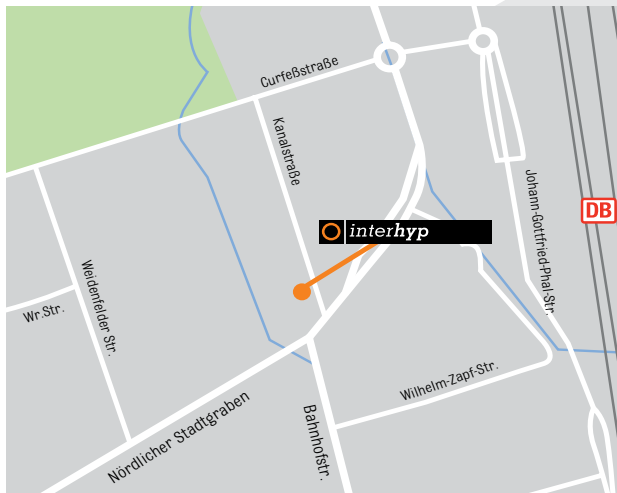 Curfeßstraße
Kanalstraße
Johann-Gottfried-Phal-Str.
DB
interhyp
Weidenfelder Str.
Wr.Str.
Wilhelm-Zapf-Str.
Nördlicher Stadtgraben
Bahnhofstr.